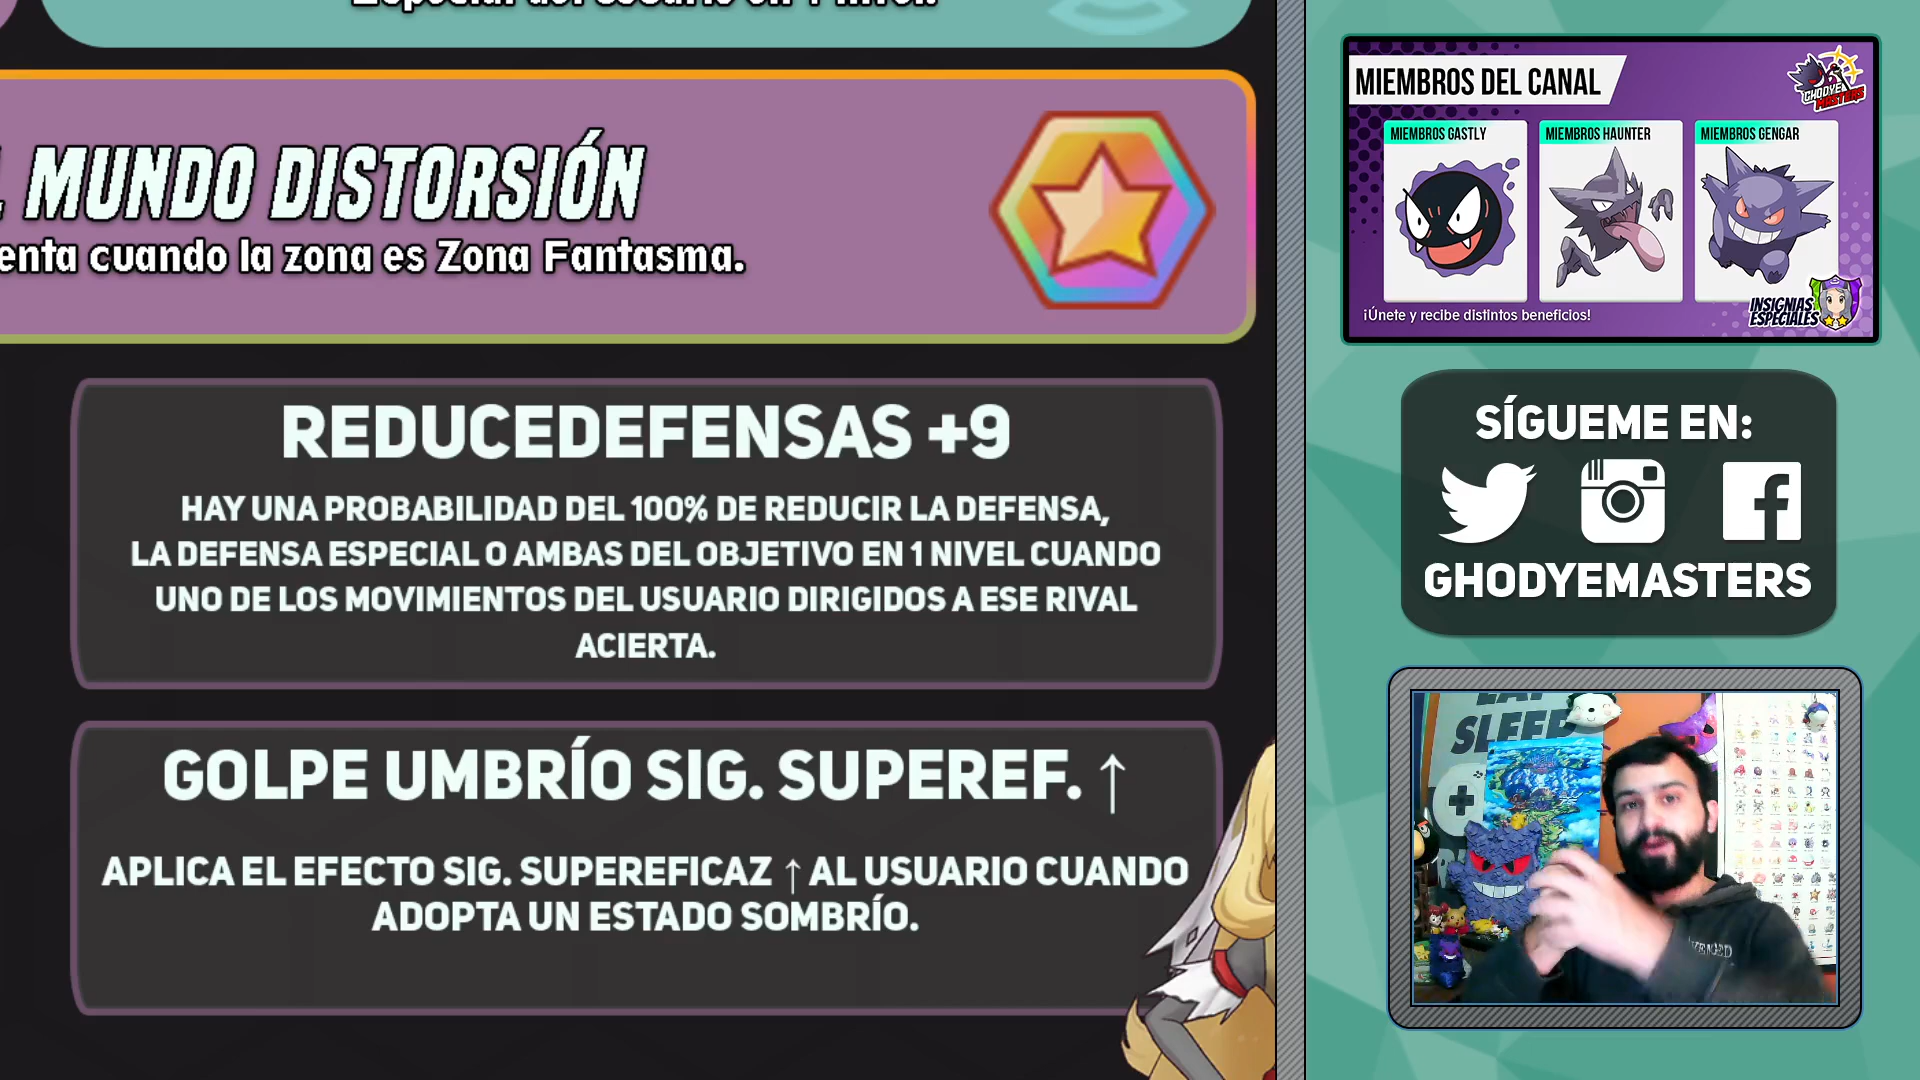 MUNDO DISTORSIÓN
cuando la zona es Zona Fantasma.
REDUCEDEFENSAS +9
HAY UNA PROBABILIDAD DEL 100% DE REDUCIR LA DEFENSA,
LA DEFENSA ESPECIAL O AMBAS DEL OBJETIVO EN 1 NIVEL CUANDO
UNO DE LOS MOVIMIENTOS DEL USUARIO DIRIGIDOS A ESE RIVAL
ACIERTA.
GOLPE UMBRÍO SIG. SUPEREF. ↑
APLICA EL EFECTO SIG. SUPEREFICAZ ↑ AL USUARIO CUANDO
ADOPTA UN ESTADO SOMBRÍO.
MIEMBROS DEL CANAL
GHODYE
MASTERS
MIEMBROS GASTLY
MIEMBROS HAUNTER
MIEMBROS GENGAR
INSIGNIAS
ESPECIALES
¡Únete y recibe distintos beneficios!
SÍGUEME EN:
GHODYEMASTERS
SLEEP